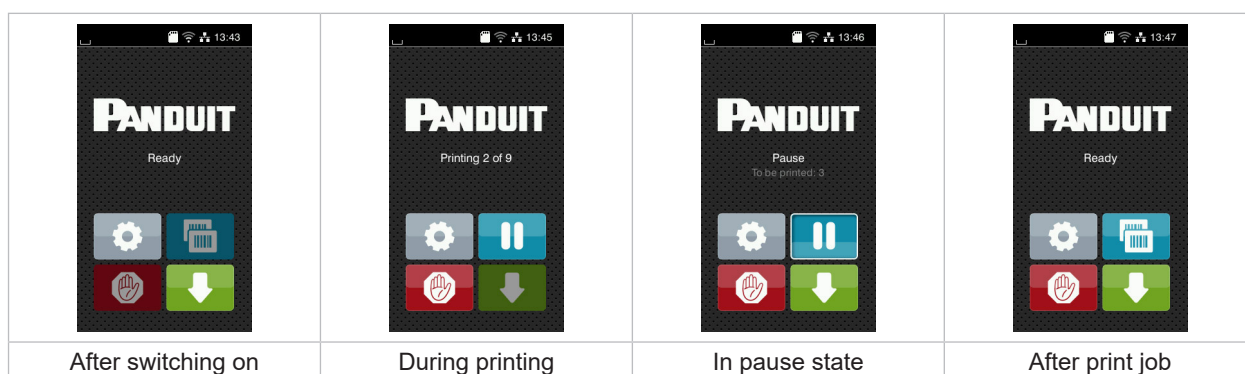 13:43
PANDUIT
Ready
After switching on
13:45
PANDUIT
Printing 2 of 9
During printing
13:46
PANDUIT
Pause
To be printed: 3
In pause state
13:47
PANDUIT
Ready
After print job